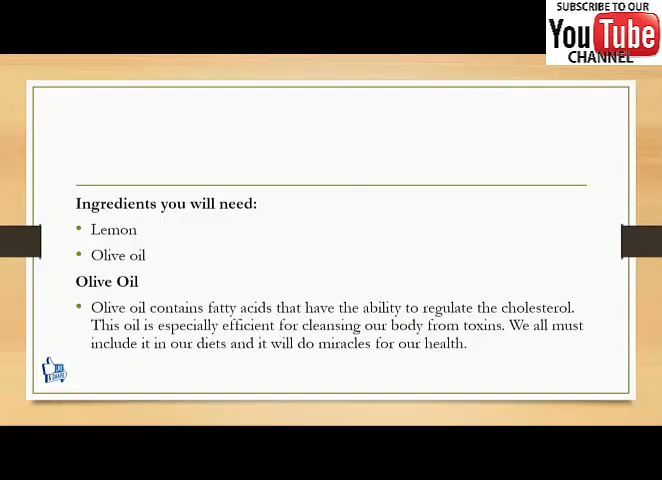 SUBSCRIBE TO OUR
YouTube
CHANNEL
Ingredients you will need:
• Lemon
• Olive oil
Olive Oil
• Olive oil contains fatty acids that have the ability to regulate the cholesterol.
This oil is especially efficient for cleansing our body from toxins. We all must
include it in our diets and it will do miracles for our health.
LIKE
& SHARE